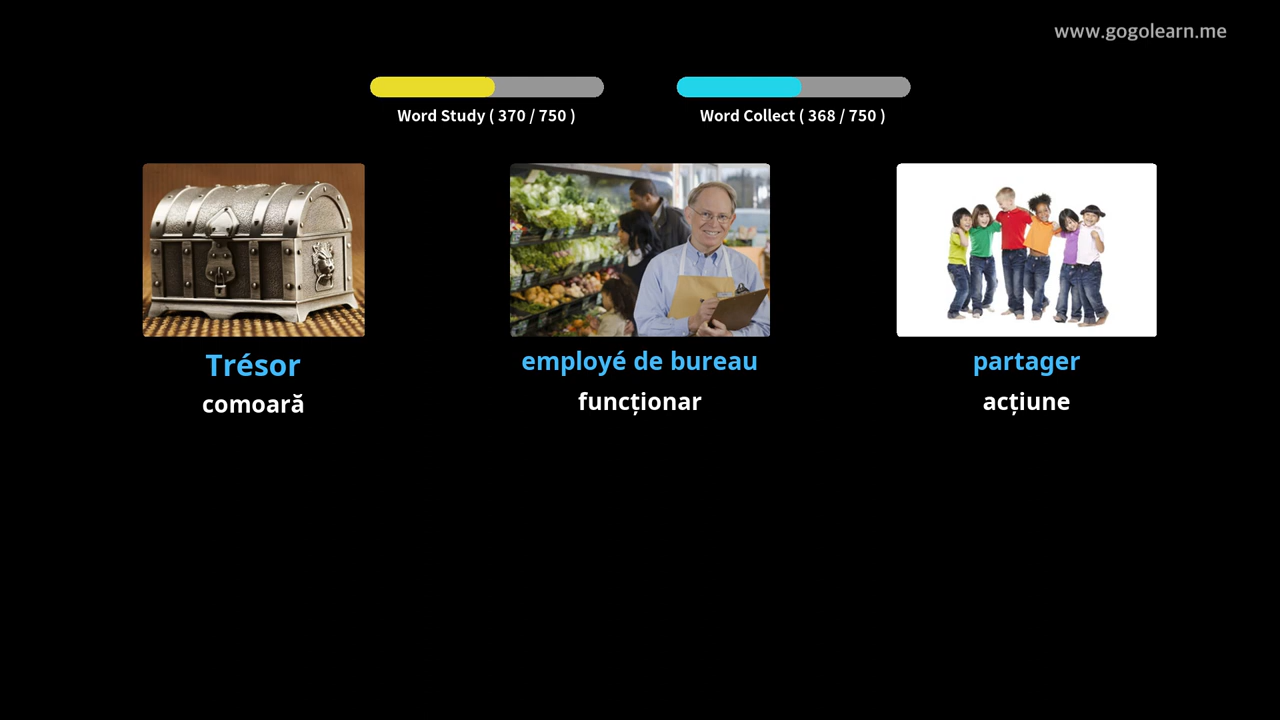 www.gogolearn.me
Word Study ( 370 / 750 )
Word Collect ( 368 / 750 )
Trésor
comoară
employé de bureau
funcționar
partager
acțiune